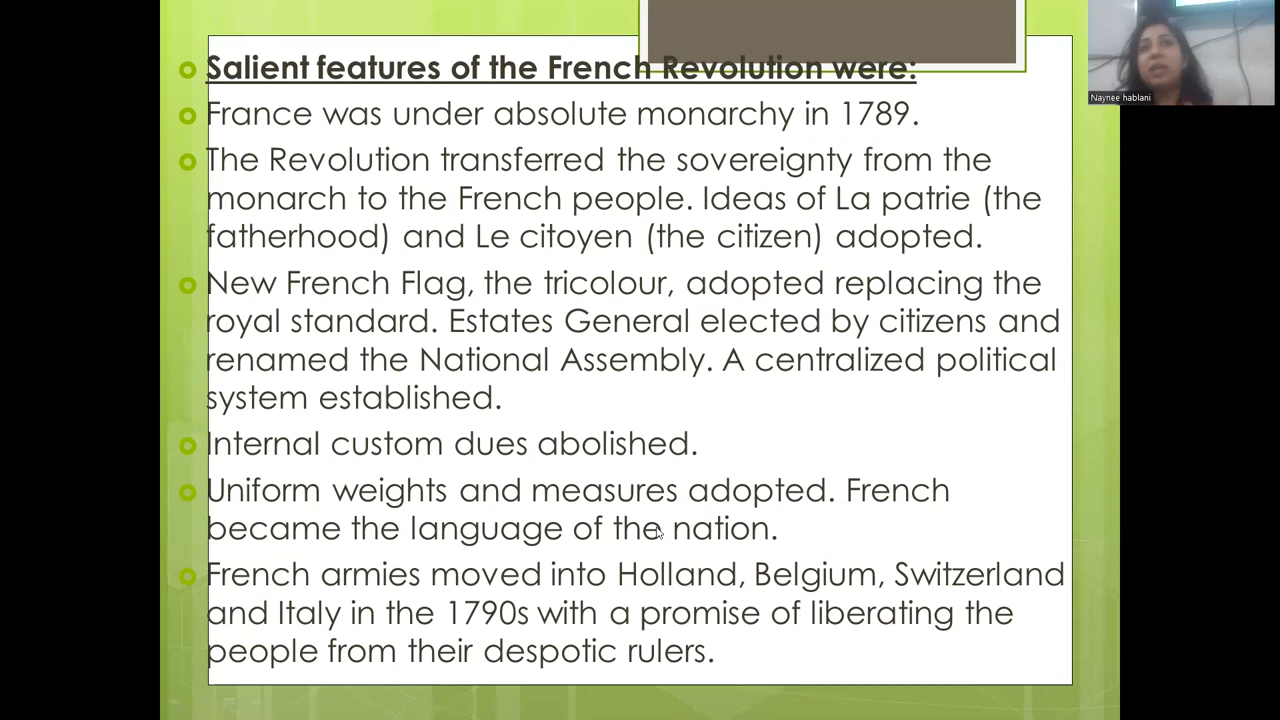 Salient features of the French Revolution were:
France was under absolute monarchy in 1789.
The Revolution transferred the sovereignty from the
monarch to the French people. Ideas of La patrie (the
fatherhood) and Le citoyen (the citizen) adopted.
New French Flag, the tricolour, adopted replacing the
royal standard. Estates General elected by citizens and
renamed the National Assembly. A centralized political
system established.
Internal custom dues abolished.
Uniform weights and measures adopted. French
became the language of the nation.
French armies moved into Holland, Belgium, Switzerland
and Italy in the 1790s with a promise of liberating the
people from their despotic rulers.
Naynee hablani